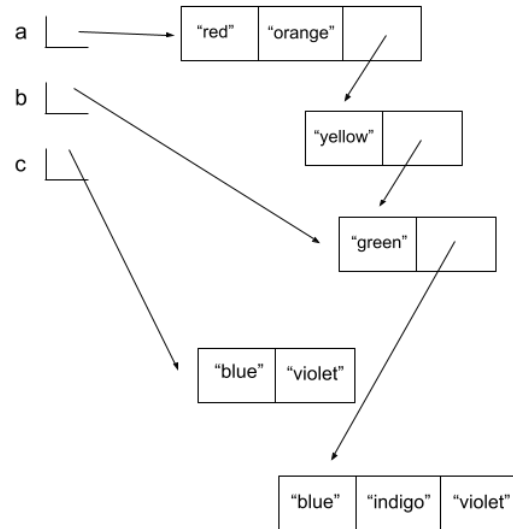 a “red” “orange”
b “yellow”
c
“green”
“blue” “violet”
“blue” “indigo” “violet”